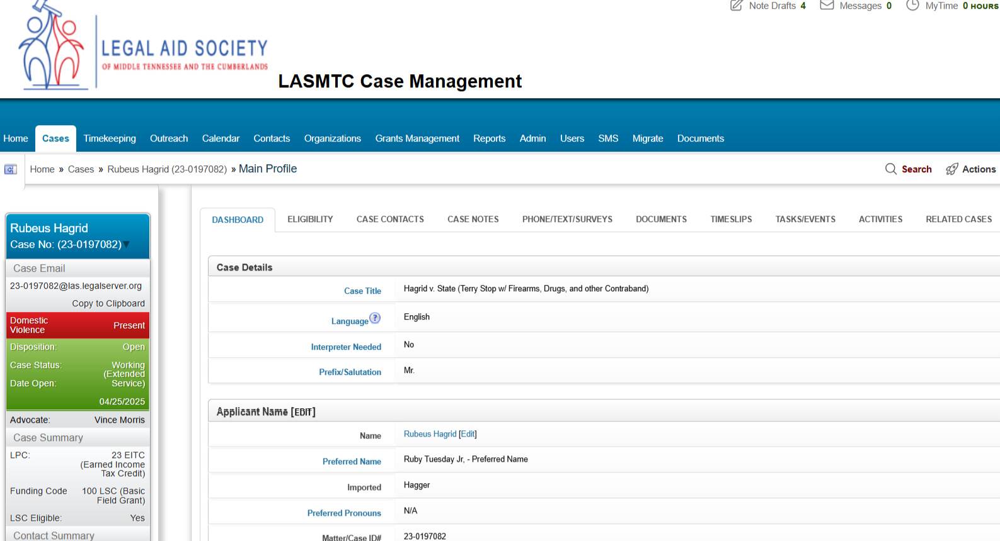 Note Drafts 4 Messages 0 MyTime 0 HOURS
LEGAL AID SOCIETY
OF MIDDLE TENNESSEE AND THE CUMBERLANDS
LASMTC Case Management
Home Cases Timekeeping Outreach Calendar Contacts Organizations Grants Management Reports Admin Users SMS Migrate Documents
Home » Cases » Rubeus Hagrid (23-0197082) » Main Profile
Search Actions
Rubeus Hagrid
Case No: (23-0197082)▼
Case Email
23-0197082@las.legalserver.org
Copy to Clipboard
Domestic Violence Present
Disposition: Open
Case Status: Working (Extended Service)
Date Open: 04/25/2025
Advocate: Vince Morris
Case Summary
LPC: 23 EITC (Earned Income Tax Credit)
Funding Code 100 LSC (Basic Field Grant)
LSC Eligible: Yes
Contact Summary
DASHBOARD ELIGIBILITY CASE CONTACTS CASE NOTES PHONE/TEXT/SURVEYS DOCUMENTS TIMESLIPS TASKS/EVENTS ACTIVITIES RELATED CASES
Case Details
Case Title Hagrid v. State (Terry Stop w/ Firearms, Drugs, and other Contraband)
Language ? English
Interpreter Needed No
Prefix/Salutation Mr.
Applicant Name [EDIT]
Name Rubeus Hagrid [Edit]
Preferred Name Ruby Tuesday Jr, - Preferred Name
Imported Hagger
Preferred Pronouns N/A
Matter/Case ID# 23-0197082